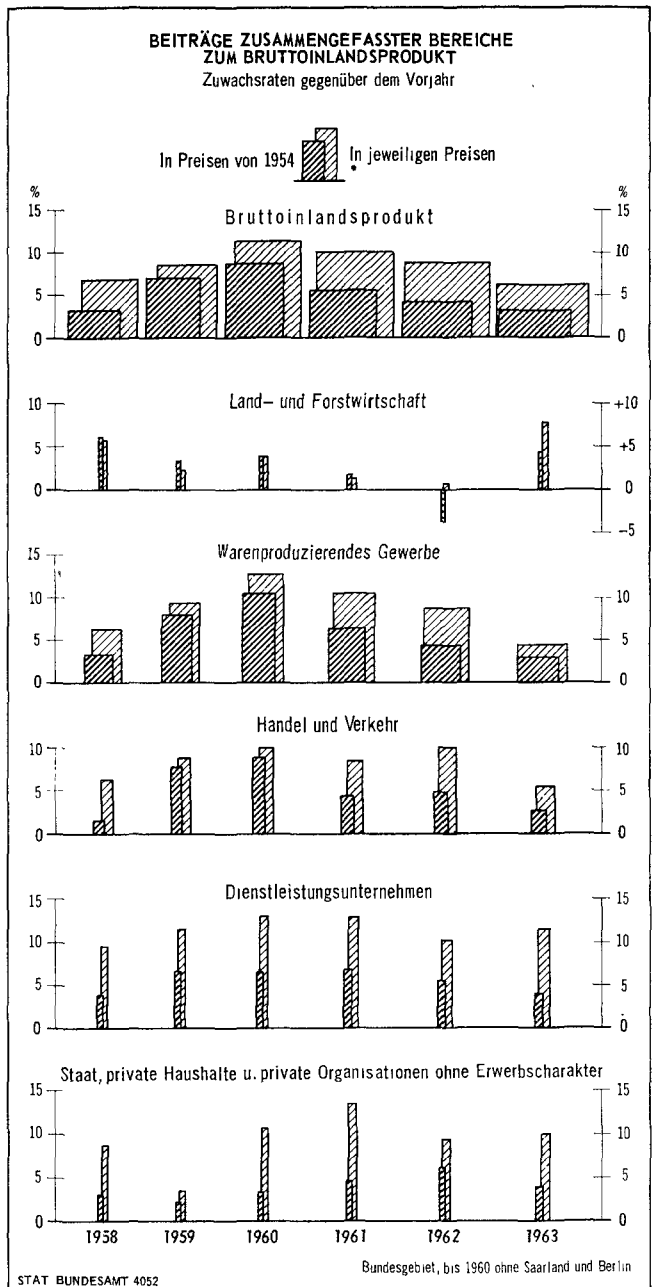 BEITRÄGE ZUSAMMENGEFASSTER BEREICHE
ZUM BRUTTOINLANDSPRODUKT
Zuwachsraten gegenüber dem Vorjahr
In Preisen von 1954
In jeweiligen Preisen
% %
Bruttoinlandsprodukt
15 15
10 10
5 5
0 0
Land- und Forstwirtschaft
10 +10
5 +5
0 0
-5
Warenproduzierendes Gewerbe
15
10 10
5 5
0 0
Handel und Verkehr
10 10
5 5
0 0
Dienstleistungsunternehmen
15 15
10 10
5 5
0 0
Staat, private Haushalte u. private Organisationen ohne Erwerbscharakter
15 15
10 10
5 5
0 0
1958 1959 1960 1961 1962 1963
Bundesgebiet, bis 1960 ohne Saarland und Berlin
STAT BUNDESAMT 4052